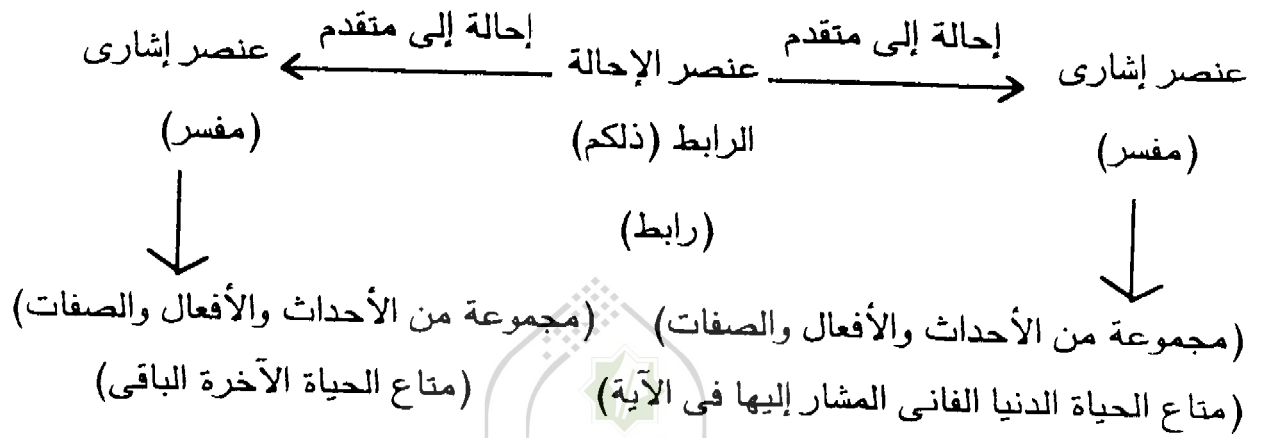 عنصر إشارى إحالة إلى متقدم عنصر الإحالة إحالة إلى متقدم عنصر إشارى
(مفسر) الرابط (ذلكم) (مفسر)
(رابط)
(مجموعة من الأحداث والأفعال والصفات) (مجموعة من الأحداث والأفعال والصفات)
(متاع الحياة الدنيا الفانى المشار إليها فى الآية) (متاع الحياة الآخرة الباقى)